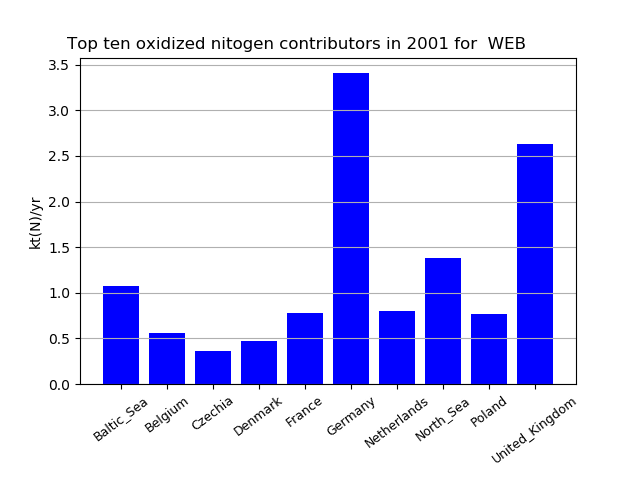 Top ten oxidized nitogen contributors in 2001 for  WEB
kt(N)/yr
3.5
3.0
2.5
2.0
1.5
1.0
0.5
0.0
Baltic_Sea
Belgium
Czechia
Denmark
France
Germany
Netherlands
North_Sea
Poland
United_Kingdom